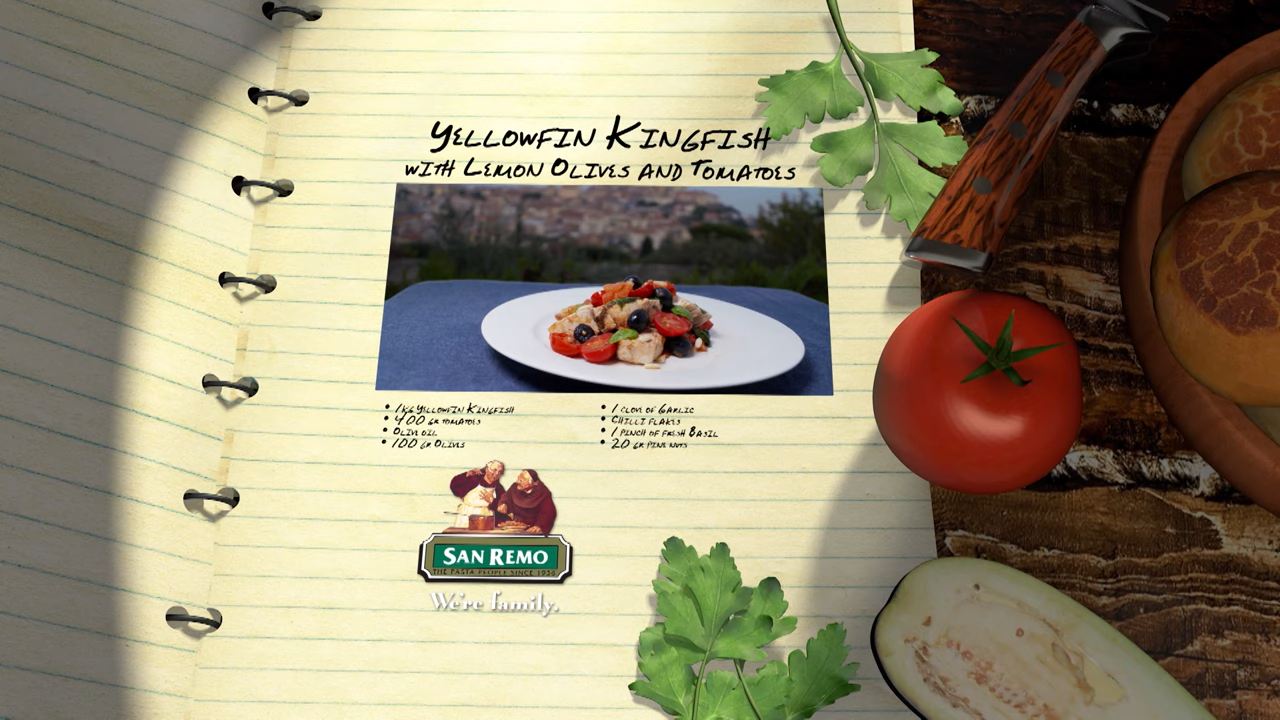 Yellowfin Kingfish
with Lemon Olives and Tomatoes
• 1kg Yellowfin Kingfish
• 400 gr tomatoes
• Olive oil
• 100 gr Olives
• 1 clove of Garlic
• Chilli flakes
• 1 pinch of fresh Basil
• 20 gr Pine nuts
SAN REMO
THE PASTA PEOPLE SINCE 1936
We're family.